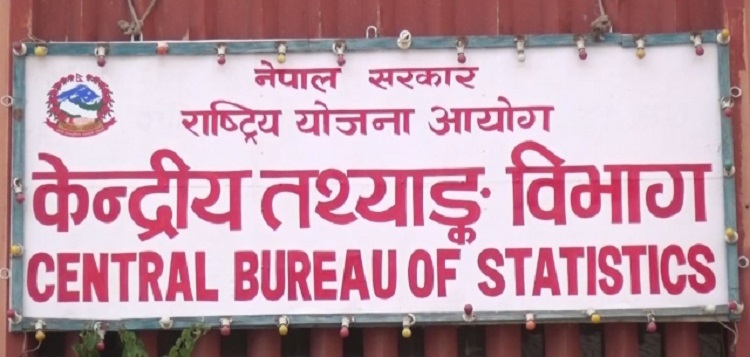 नेपाल सरकार
राष्ट्रिय योजना आयोग
केन्द्रीय तथ्याङ्क विभाग
CENTRAL BUREAU OF STATISTICS